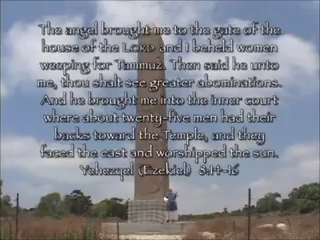 The angel brought me to the gate of the
house of the LORD and I beheld women
weeping for Tammuz. Then said he unto
me, thou shalt see greater abominations.
And he brought me into the inner court
where about twenty-five men had their
backs toward the Temple, and they
faced the east and worshipped the sun.
Yehezqel (Ezekiel) 8:14-16